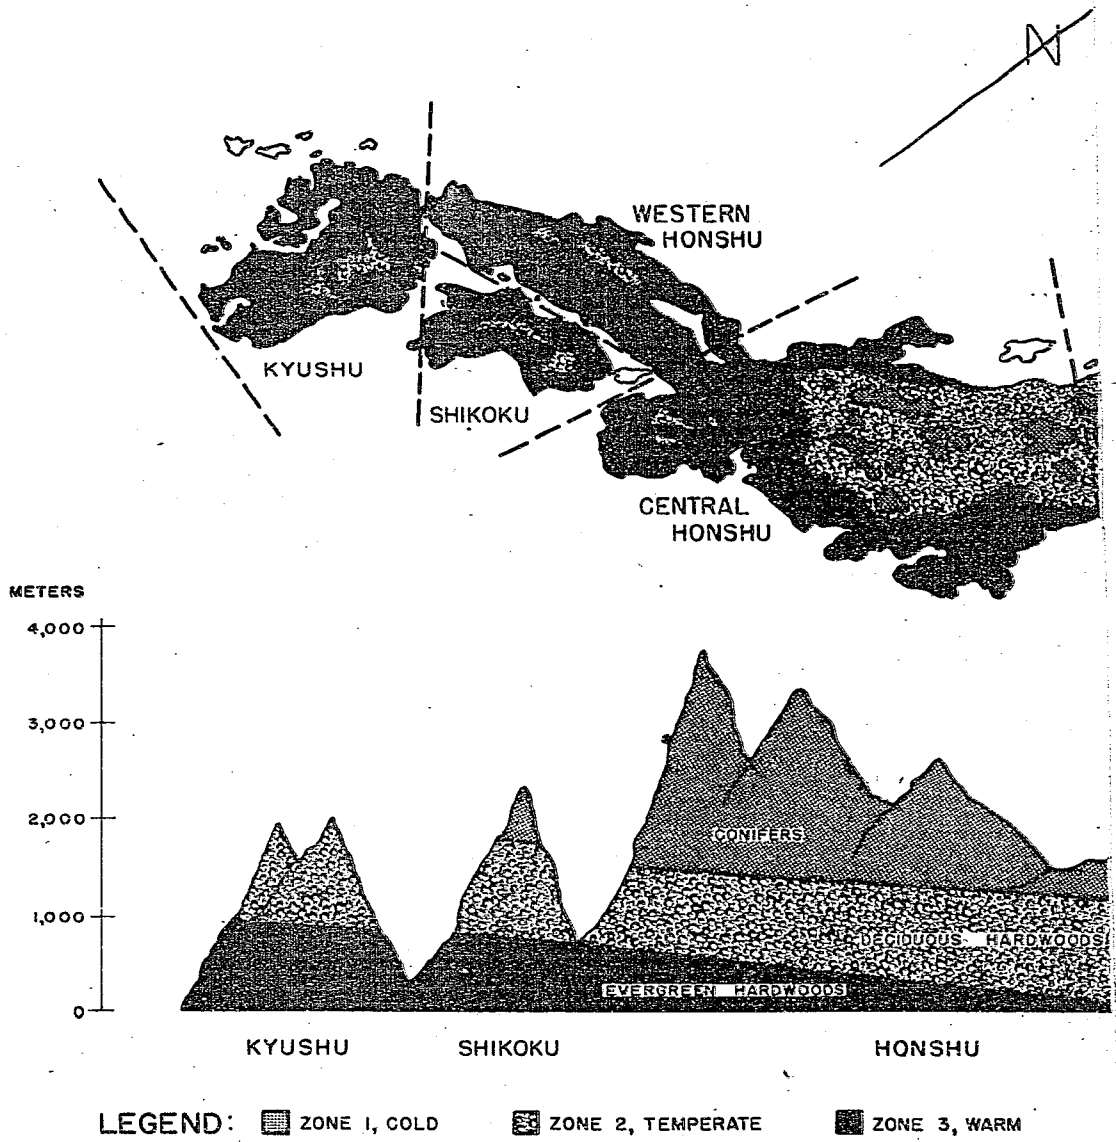 N
WESTERN
HONSHU
KYUSHU
SHIKOKU
CENTRAL
HONSHU
METERS
4,000
3,000
2,000
1,000
0
CONIFERS
DECIDUOUS HARDWOODS
EVERGREEN HARDWOODS
KYUSHU SHIKOKU HONSHU
LEGEND: ZONE 1, COLD ZONE 2, TEMPERATE ZONE 3, WARM